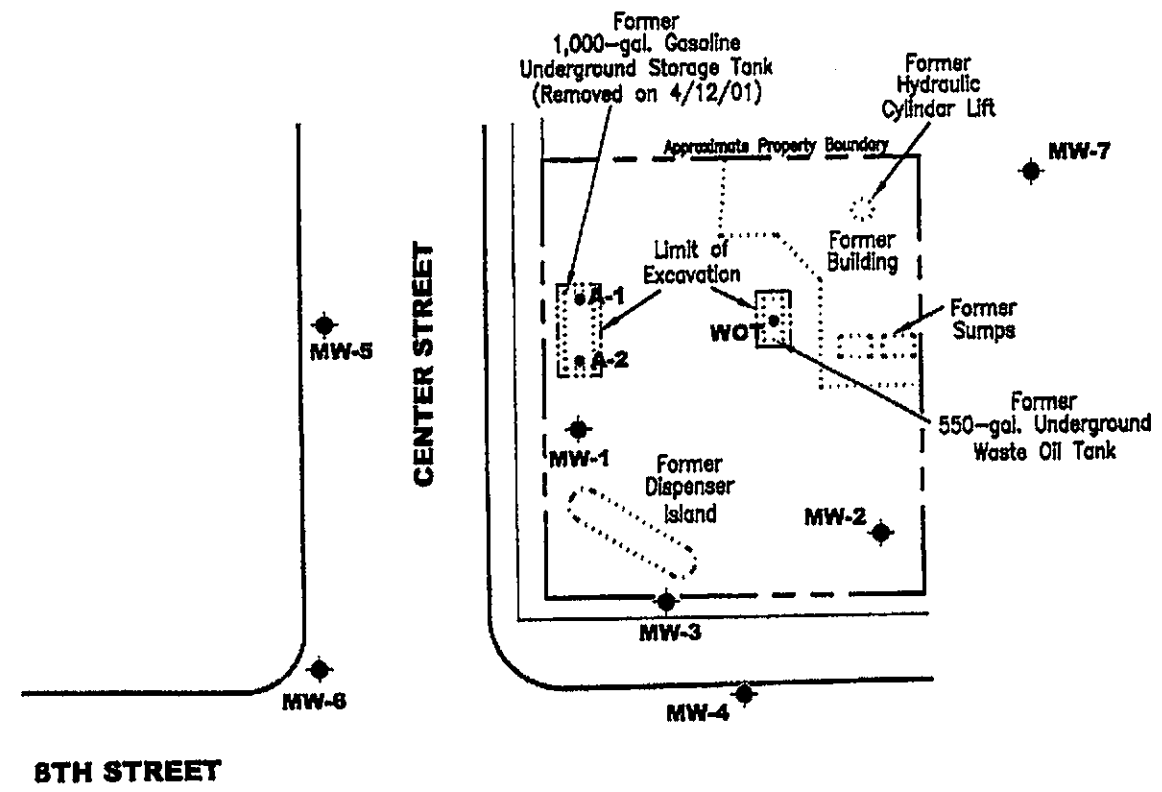 Former
1,000-gal. Gasoline
Underground Storage Tank
(Removed on 4/12/01)
Former
Hydraulic
Cylindar Lift
Approximate Property Boundary
MW-7
Limit of
Excavation
Former
Building
A-1
WOT
A-2
Former
Sumps
MW-5
CENTER STREET
Former
550-gal. Underground
Waste Oil Tank
MW-1
Former
Dispenser
Island
MW-2
MW-3
MW-6
MW-4
8TH STREET